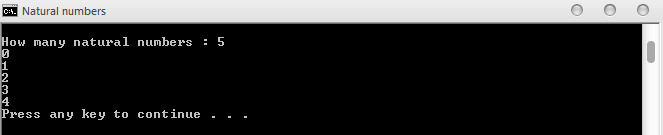 Natural numbers
How many natural numbers : 5
0
1
2
3
4
Press any key to continue . . .